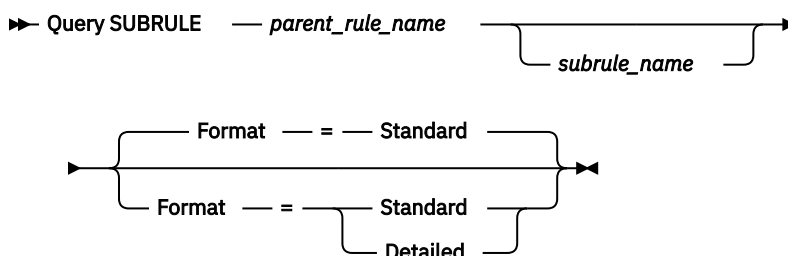 Query SUBRULE parent_rule_name
subrule_name
Format = Standard
Format = Standard
Detailed